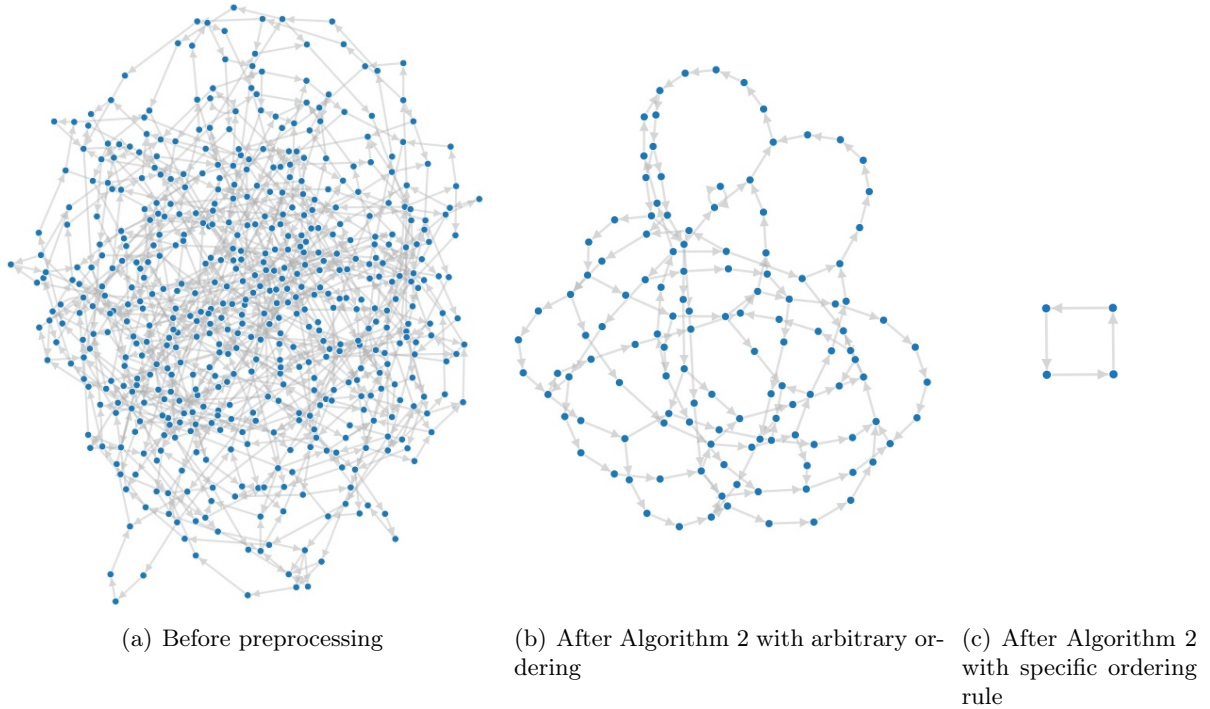 (a) Before preprocessing
(b) After Algorithm 2 with arbitrary or-
dering
(c) After Algorithm 2
with specific ordering
rule